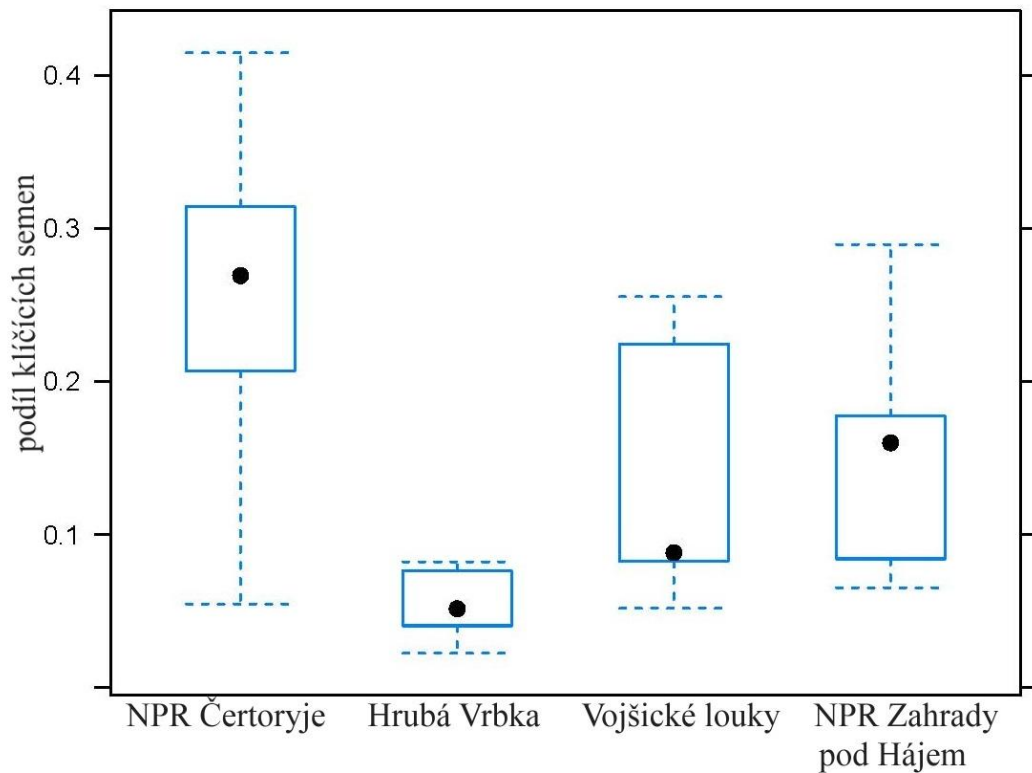 podíl klíčících semen
0.4
0.3
0.2
0.1
NPR Čertoryje
Hrubá Vrbka
Vojšické louky
NPR Zahrady
pod Hájem